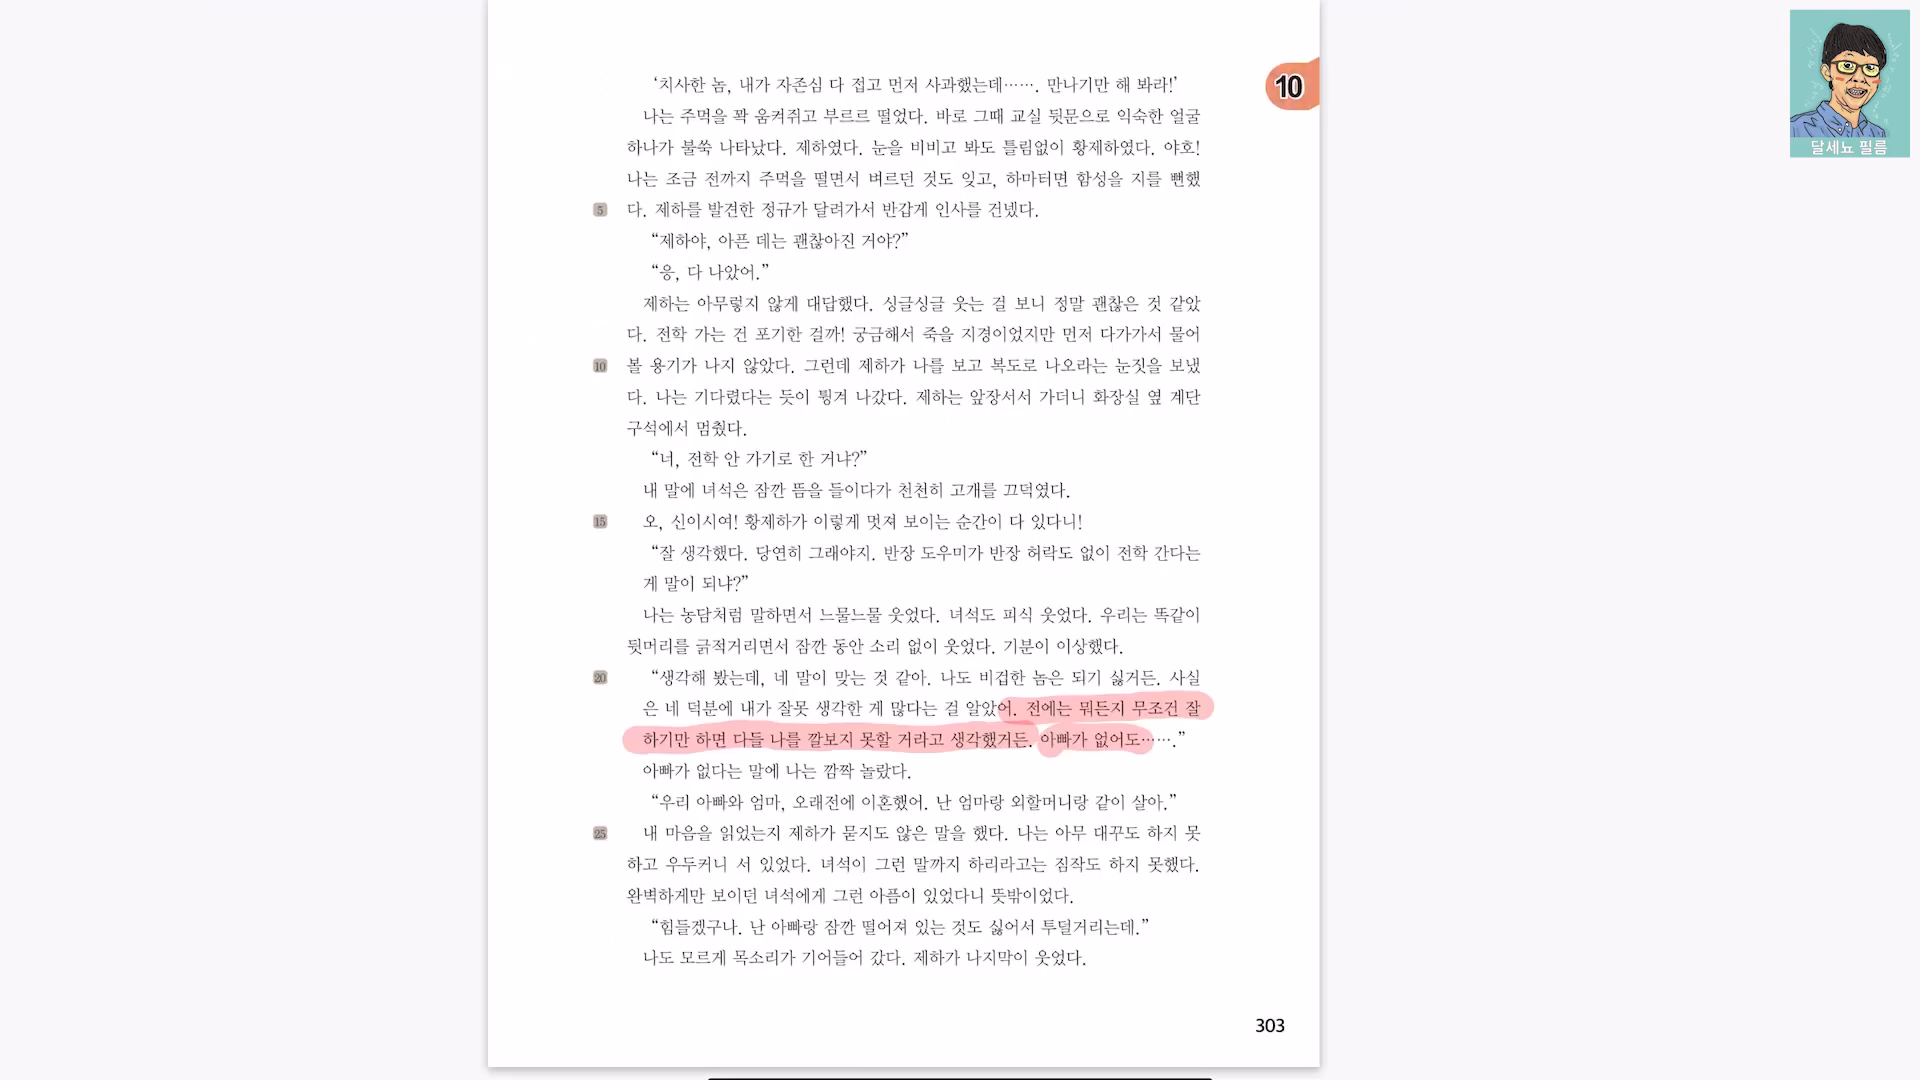 ‘치사한 놈, 내가 자존심 다 접고 먼저 사과했는데……. 만나기만 해 봐라!’
나는 주먹을 꽉 움켜쥐고 부르르 떨었다. 바로 그때 교실 뒷문으로 익숙한 얼굴
하나가 불쑥 나타났다. 제하였다. 눈을 비비고 봐도 틀림없이 황제하였다. 야호!
나는 조금 전까지 주먹을 떨면서 벼르던 것도 잊고, 하마터면 함성을 지를 뻔했
5 다. 제하를 발견한 정규가 달려가서 반갑게 인사를 건넸다.
“제하야, 아픈 데는 괜찮아진 거야?”
“응, 다 나았어.”
제하는 아무렇지 않게 대답했다. 싱글싱글 웃는 걸 보니 정말 괜찮은 것 같았
다. 전학 가는 건 포기한 걸까! 궁금해서 죽을 지경이었지만 먼저 다가가서 물어
10 볼 용기가 나지 않았다. 그런데 제하가 나를 보고 복도로 나오라는 눈짓을 보냈
다. 나는 기다렸다는 듯이 튕겨 나갔다. 제하는 앞장서서 가더니 화장실 옆 계단
구석에서 멈췄다.
“너, 전학 안 가기로 한 거냐?”
내 말에 녀석은 잠깐 뜸을 들이다가 천천히 고개를 끄덕였다.
15 오, 신이시여! 황제하가 이렇게 멋져 보이는 순간이 다 있다니!
“잘 생각했다. 당연히 그래야지. 반장 도우미가 반장 허락도 없이 전학 간다는
게 말이 되냐?”
나는 농담처럼 말하면서 느물느물 웃었다. 녀석도 피식 웃었다. 우리는 똑같이
뒷머리를 긁적거리면서 잠깐 동안 소리 없이 웃었다. 기분이 이상했다.
20 “생각해 봤는데, 네 말이 맞는 것 같아. 나도 비겁한 놈은 되기 싫거든. 사실
은 네 덕분에 내가 잘못 생각한 게 많다는 걸 알았어. 전에는 뭐든지 무조건 잘
하기만 하면 다들 나를 깔보지 못할 거라고 생각했거든. 아빠가 없어도…….”
아빠가 없다는 말에 나는 깜짝 놀랐다.
“우리 아빠와 엄마, 오래전에 이혼했어. 난 엄마랑 외할머니랑 같이 살아.”
25 내 마음을 읽었는지 제하가 묻지도 않은 말을 했다. 나는 아무 대꾸도 하지 못
하고 우두커니 서 있었다. 녀석이 그런 말까지 하리라고는 짐작도 하지 못했다.
완벽하게만 보이던 녀석에게 그런 아픔이 있었다니 뜻밖이었다.
“힘들겠구나. 난 아빠랑 잠깐 떨어져 있는 것도 싫어서 투덜거리는데.”
나도 모르게 목소리가 기어들어 갔다. 제하가 나지막이 웃었다.
303
10
달세뇨 필름